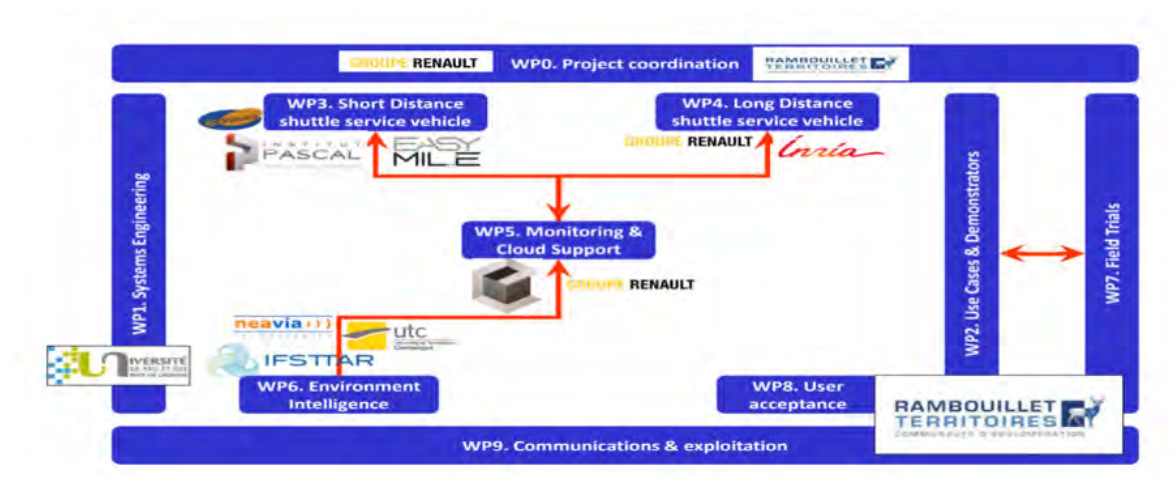 GROUPE RENAULT
WP0. Project coordination
RAMBOUILLET
TERRITOIRES
WP3. Short Distance
shuttle service vehicle
WP4. Long Distance
shuttle service vehicle
INSTITUT
PASCAL
EASY
MILE
GROUPE RENAULT
Inria
WP1. Systems Engineering
WP5. Monitoring &
Cloud Support
GROUPE RENAULT
WP2. Use Cases & Demonstrators
WP7. Field Trials
neavia
utc
IFSTTAR
UNIVERSITÉ
WP6. Environment
Intelligence
WP8. User
acceptance
RAMBOUILLET
TERRITOIRES
COMMUNAUTÉ D'AGGLOMÉRATION
WP9. Communications & exploitation